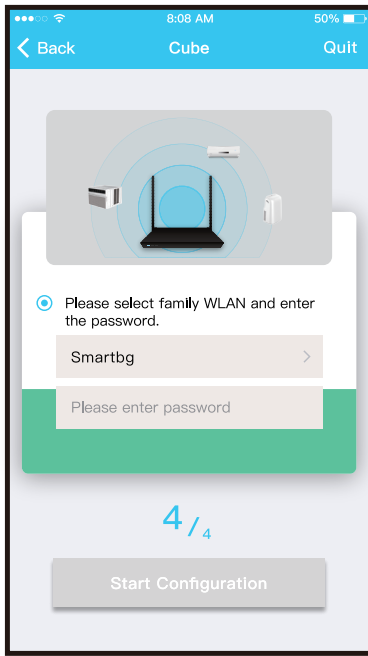 8:08 AM 50%
Back Cube Quit
Please select family WLAN and enter
the password.
Smartbg
Please enter password
4/4
Start Configuration